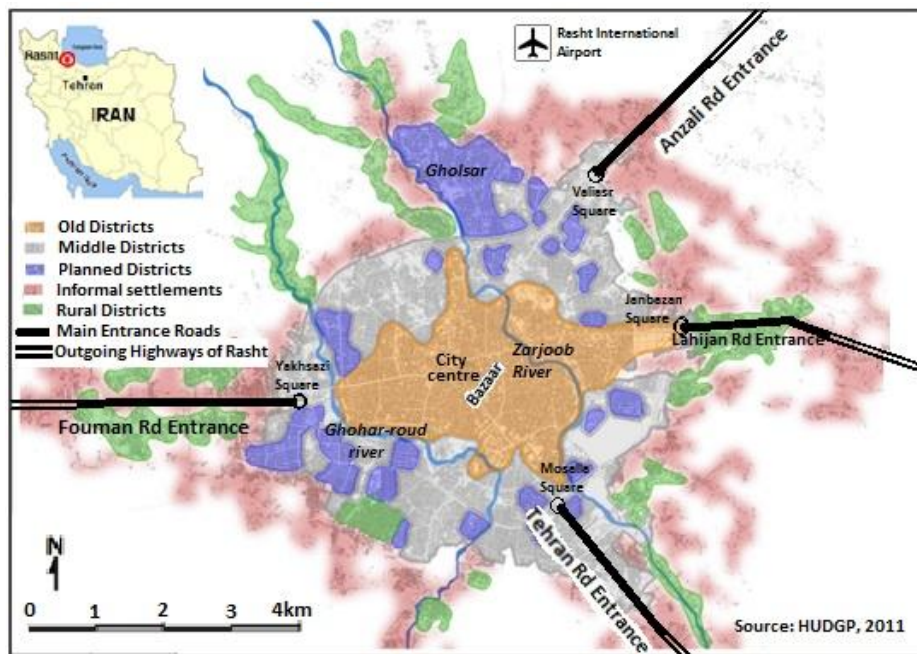 Rasht
Tehran
IRAN
Rasht International
Airport
Anzali Rd Entrance
Gholsar
Valiasr
Square
Old Districts
Middle Districts
Planned Districts
Informal settlements
Rural Districts
Main Entrance Roads
Outgoing Highways of Rasht
Janbazan
Square
Lahijan Rd Entrance
City
centre
Zarjoob
River
Bazaar
Yakhsazi
Square
Fouman Rd Entrance
Ghohar-roud
river
Mosalla
Square
Tehran Rd Entrance
N
0 1 2 3 4km
Source: HUDGP, 2011